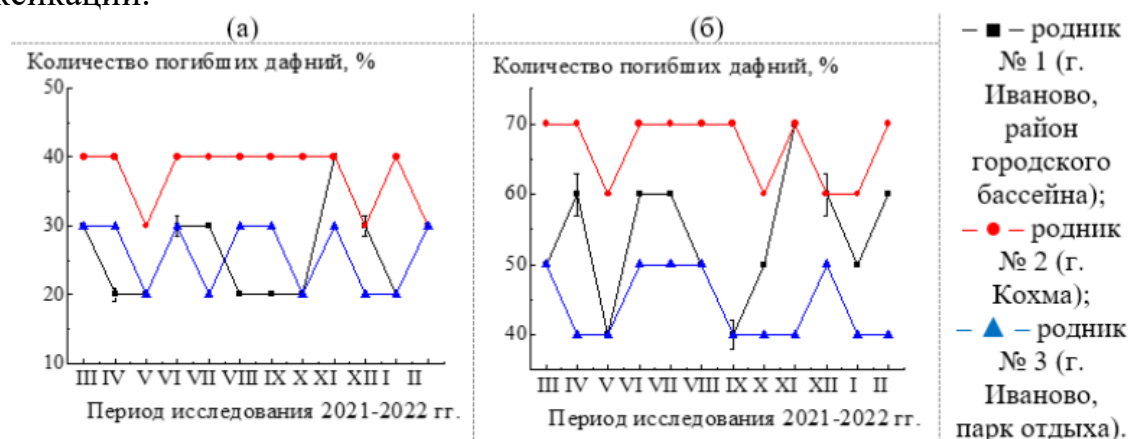 ксикации.
(а)
(б)
Количество погибших дафний, %
Количество погибших дафний, %
50
40
30
20
10
70
60
50
40
III IV V VI VII VIII IX X XI XII I II
III IV V VI VII VIII IX X XI XII I II
Период исследования 2021-2022 гг.
Период исследования 2021-2022 гг.
– ■ – родник
№ 1 (г.
Иваново,
район
городского
бассейна);
– ● – родник
№ 2 (г.
Кохма);
– ▲ – родник
№ 3 (г.
Иваново,
парк отдыха).